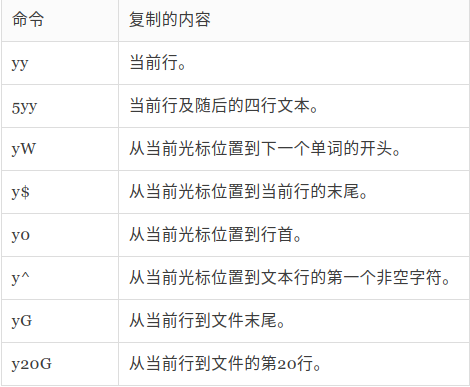 命令 复制的内容
yy 当前行。
5yy 当前行及随后的四行文本。
yW 从当前光标位置到下一个单词的开头。
y$ 从当前光标位置到当前行的末尾。
y0 从当前光标位置到行首。
y^ 从当前光标位置到文本行的第一个非空字符。
yG 从当前行到文件末尾。
y20G 从当前行到文件的第20行。